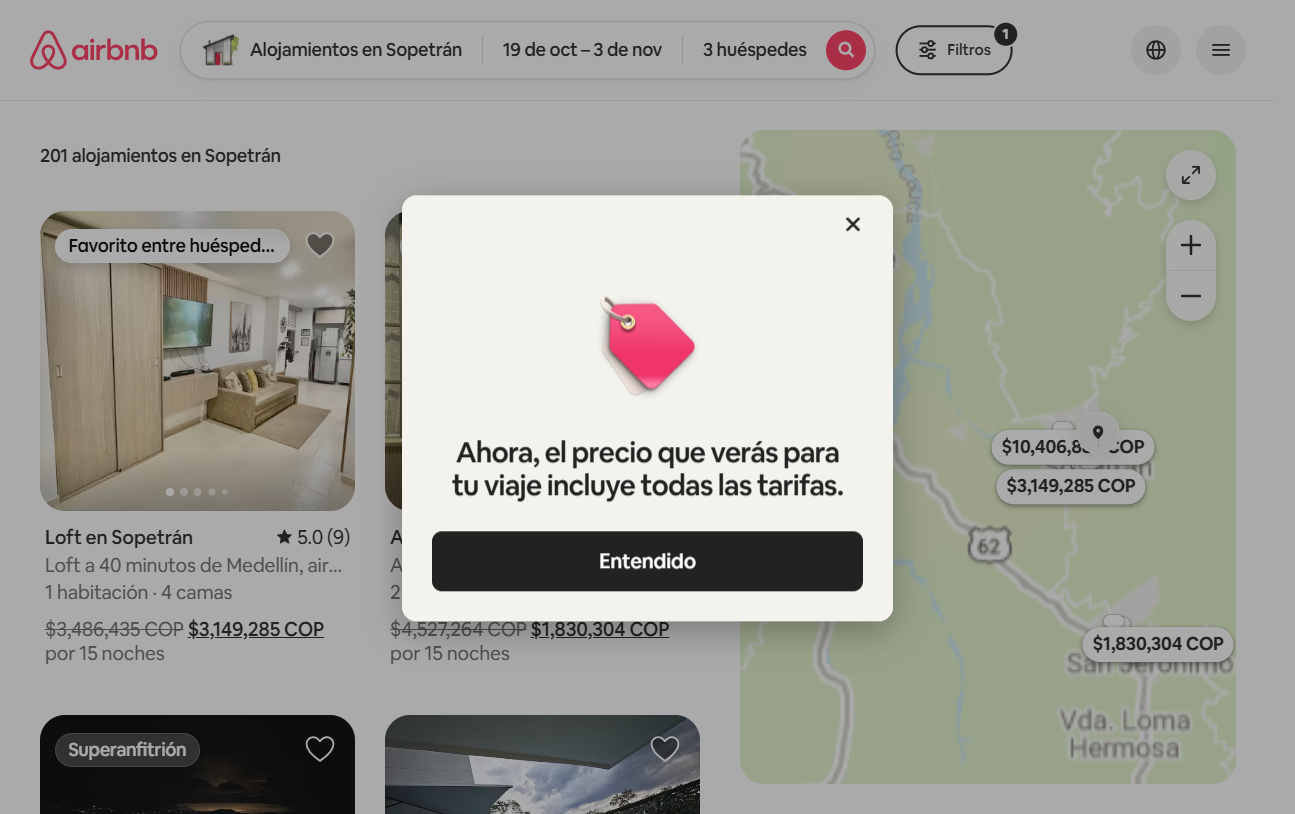 airbnb
Alojamientos en Sopetrán
19 de oct – 3 de nov
3 huéspedes
Filtros
1
201 alojamientos en Sopetrán
Favorito entre huésped...
Loft en Sopetrán
5.0 (9)
Loft a 40 minutos de Medellín, air...
1 habitación · 4 camas
$3,486,435 COP $3,149,285 COP
por 15 noches
A
A
2
$4,527,264 COP $1,830,304 COP
por 15 noches
Superanfitrión
Ahora, el precio que verás para
tu viaje incluye todas las tarifas.
Entendido
Río Cauca
COP
$3,149,285 COP
62
$1,830,304 COP
San Jerónimo
Vda. Loma
Hermosa